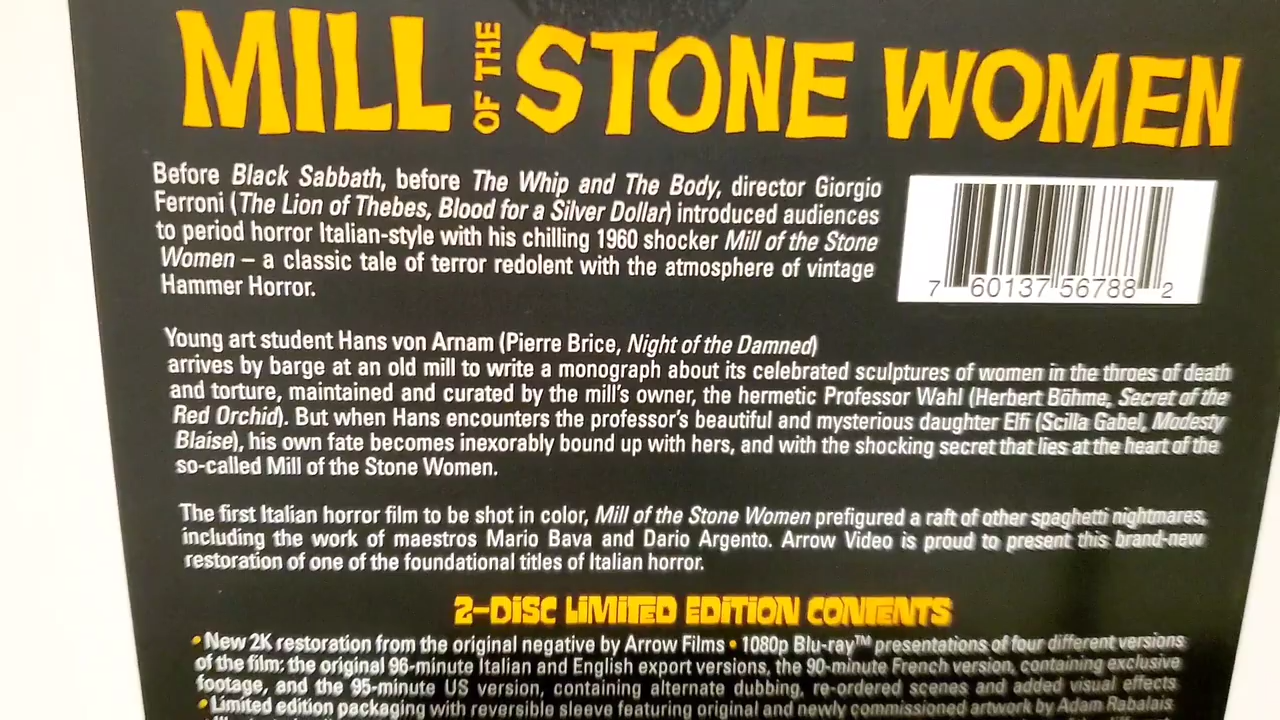 MILL OF THE STONE WOMEN
Before Black Sabbath, before The Whip and The Body, director Giorgio
Ferroni (The Lion of Thebes, Blood for a Silver Dollar) introduced audiences
to period horror Italian-style with his chilling 1960 shocker Mill of the Stone
Women – a classic tale of terror redolent with the atmosphere of vintage
Hammer Horror.
7 60137 56788 2
Young art student Hans von Arnam (Pierre Brice, Night of the Damned)
arrives by barge at an old mill to write a monograph about its celebrated sculptures of women in the throes of death
and torture, maintained and curated by the mill's owner, the hermetic Professor Wahl (Herbert Böhme, Secret of the
Red Orchid). But when Hans encounters the professor's beautiful and mysterious daughter Elfi (Scilla Gabel, Modesty
Blaise), his own fate becomes inexorably bound up with hers, and with the shocking secret that lies at the heart of the
so-called Mill of the Stone Women.
The first Italian horror film to be shot in color, Mill of the Stone Women prefigured a raft of other spaghetti nightmares,
including the work of maestros Mario Bava and Dario Argento. Arrow Video is proud to present this brand-new
restoration of one of the foundational titles of Italian horror.
2-DISC LIMITED EDITION CONTENTS
• New 2K restoration from the original negative by Arrow Films • 1080p Blu-ray™ presentations of four different versions
of the film: the original 96-minute Italian and English export versions, the 90-minute French version, containing exclusive
footage, and the 95-minute US version, containing alternate dubbing, re-ordered scenes and added visual effects
• Limited edition packaging with reversible sleeve featuring original and newly commissioned artwork by Adam Rabalais